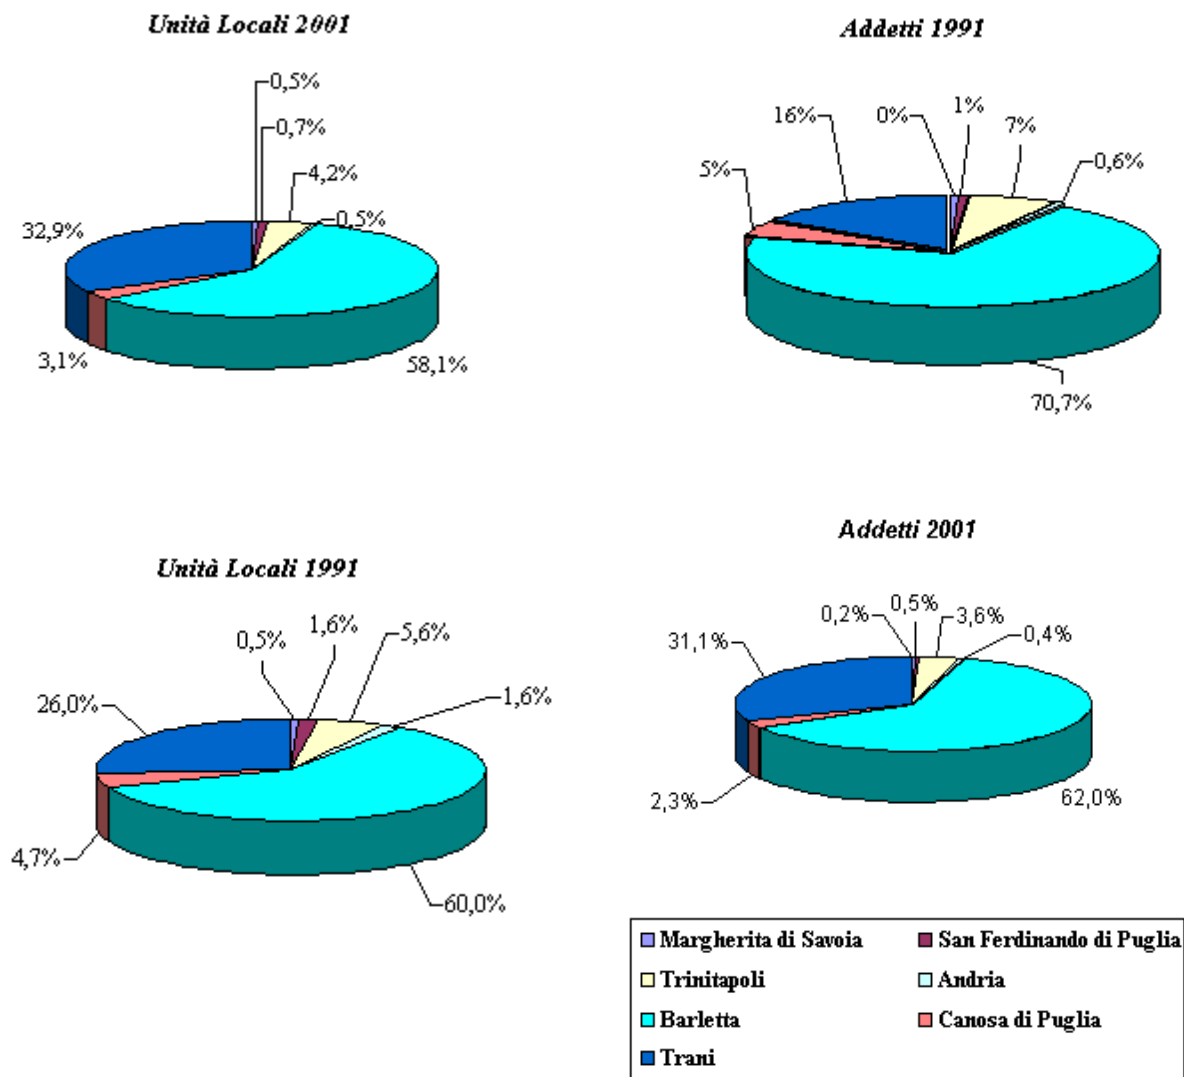 Unità Locali 2001
0,5%
0,7%
4,2%
0,5%
32,9%
3,1%
58,1%
Addetti 1991
1%
0%
16%
7%
5%
0,6%
70,7%
Unità Locali 1991
0,5%
1,6%
5,6%
1,6%
26,0%
4,7%
60,0%
Addetti 2001
0,2%
0,5%
3,6%
0,4%
31,1%
2,3%
62,0%
Margherita di Savoia
San Ferdinando di Puglia
Trinitapoli
Andria
Barletta
Canosa di Puglia
Trani